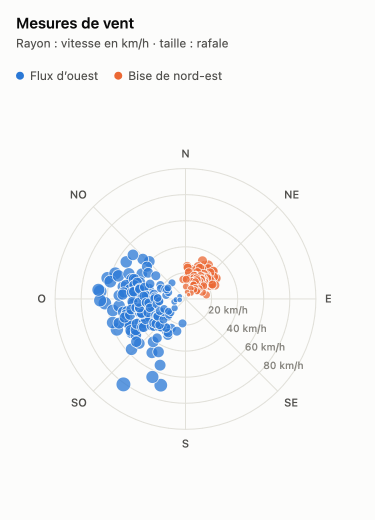 Mesures de vent
Rayon : vitesse en km/h · taille : rafale
Flux d'ouest
Bise de nord-est
N
NO
NE
O
E
20 km/h
40 km/h
60 km/h
80 km/h
SO
SE
S